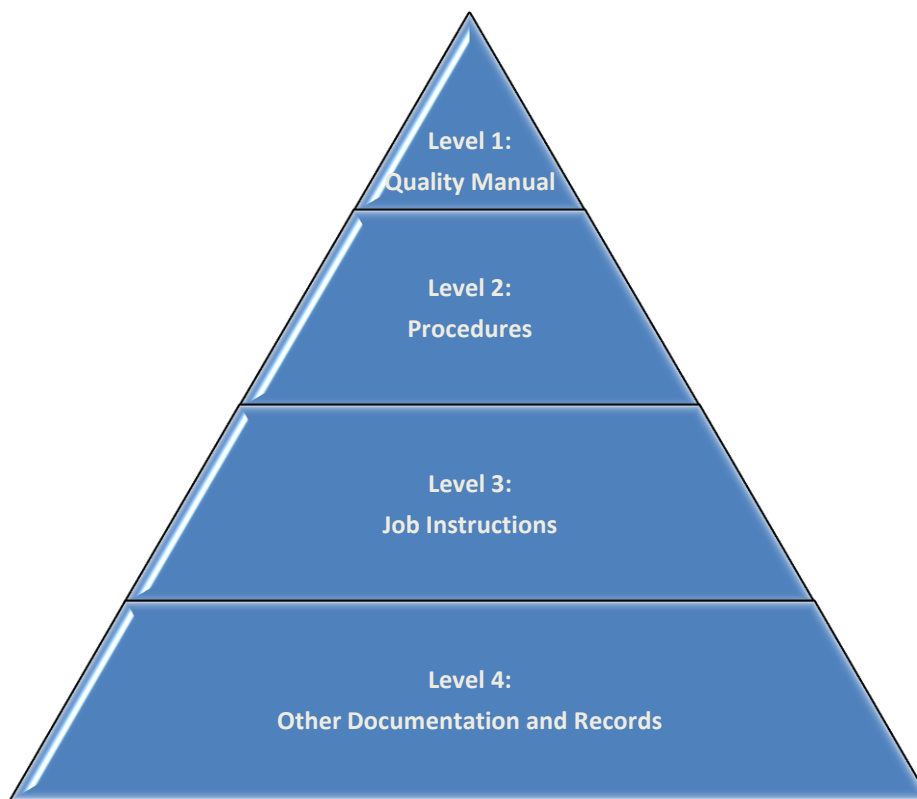 Level 1:
Quality Manual
Level 2:
Procedures
Level 3:
Job Instructions
Level 4:
Other Documentation and Records